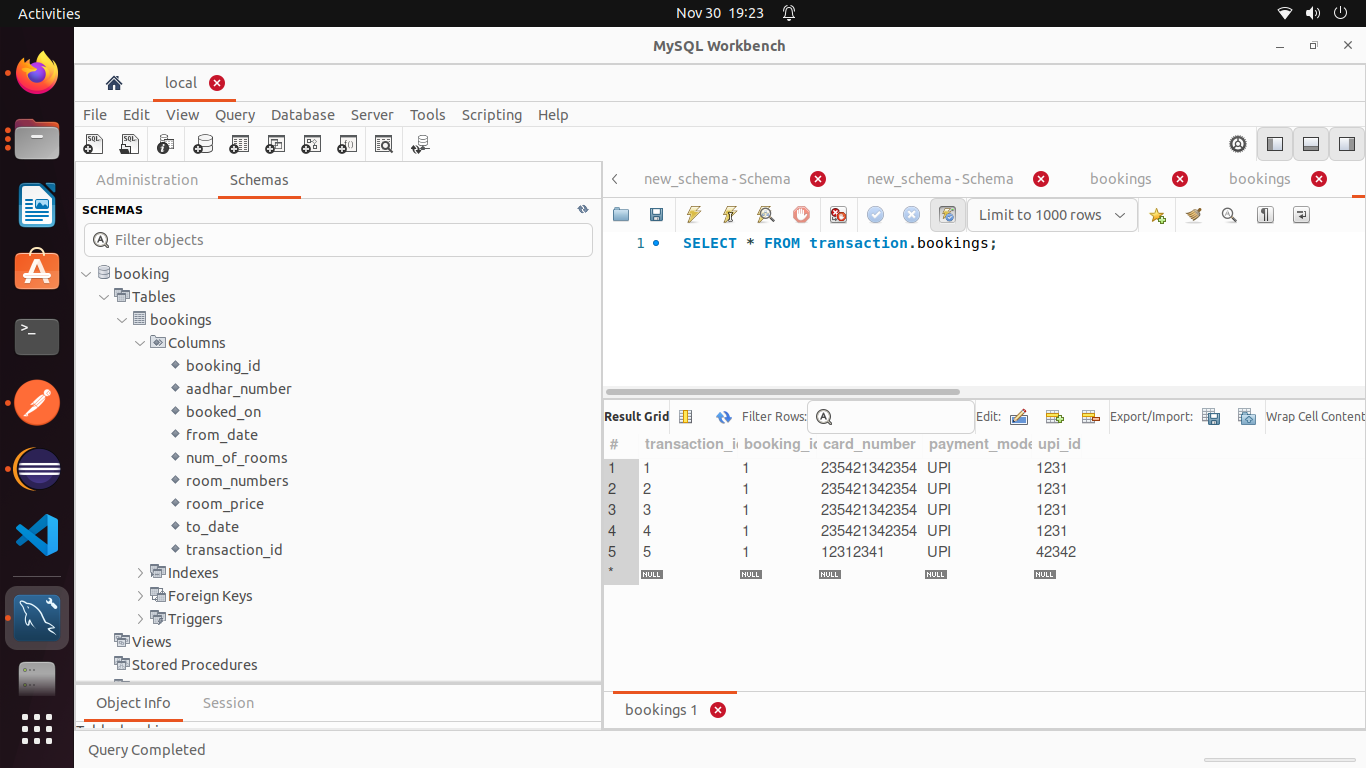 Activities
Nov 30 19:23
MySQL Workbench
local
File Edit View Query Database Server Tools Scripting Help
Administration Schemas
SCHEMAS
Filter objects
booking
Tables
bookings
Columns
booking_id
aadhar_number
booked_on
from_date
num_of_rooms
room_numbers
room_price
to_date
transaction_id
Indexes
Foreign Keys
Triggers
Views
Stored Procedures
Object Info Session
new_schema - Schema new_schema - Schema bookings bookings
Limit to 1000 rows
1 SELECT * FROM transaction.bookings;
Result Grid Filter Rows: Edit: Export/Import: Wrap Cell Content
# transaction_id booking_id card_number payment_mode upi_id
1 1 1 235421342354 UPI 1231
2 2 1 235421342354 UPI 1231
3 3 1 235421342354 UPI 1231
4 4 1 235421342354 UPI 1231
5 5 1 12312341 UPI 42342
* NULL NULL NULL NULL NULL
bookings 1
Query Completed